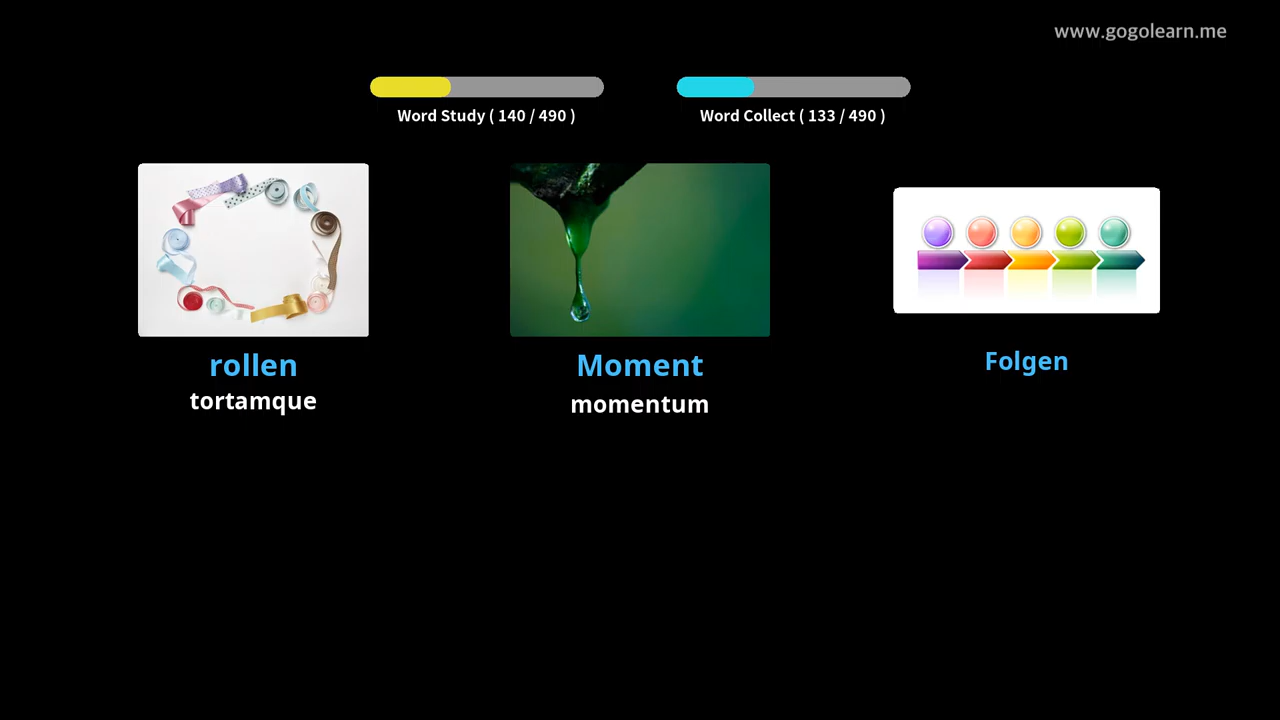 www.gogolearn.me
Word Study ( 140 / 490 )
Word Collect ( 133 / 490 )
rollen
tortamque
Moment
momentum
Folgen